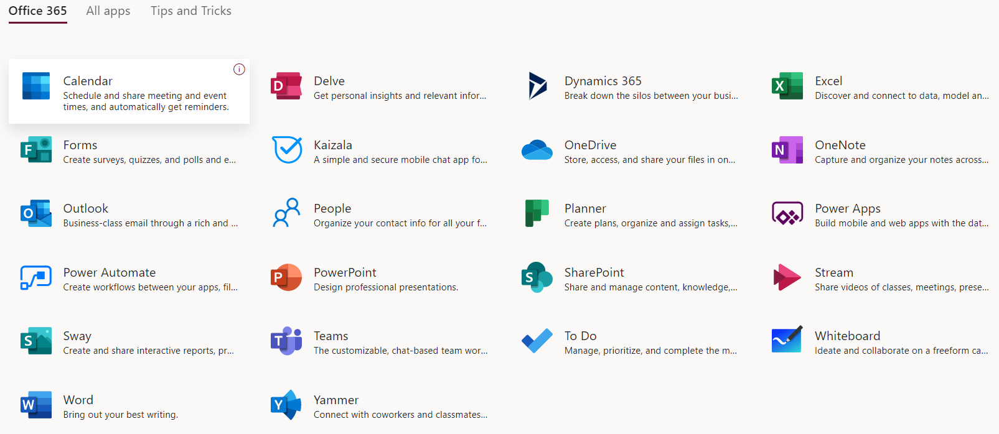 Office 365 All apps Tips and Tricks
Calendar
Schedule and share meeting and event
times, and automatically get reminders.
D
Delve
Get personal insights and relevant infor...
Dynamics 365
Break down the silos between your busi...
X
Excel
Discover and connect to data, model an...
F
Forms
Create surveys, quizzes, and polls and e...
Kaizala
A simple and secure mobile chat app fo...
OneDrive
Store, access, and share your files in on...
N
OneNote
Capture and organize your notes across...
O
Outlook
Business-class email through a rich and ...
People
Organize your contact info for all your f...
Planner
Create plans, organize and assign tasks,...
Power Apps
Build mobile and web apps with the dat...
Power Automate
Create workflows between your apps, fil...
P
PowerPoint
Design professional presentations.
S
SharePoint
Share and manage content, knowledge,...
Stream
Share videos of classes, meetings, prese...
S
Sway
Create and share interactive reports, pr...
T
Teams
The customizable, chat-based team wor...
To Do
Manage, prioritize, and complete the m...
Whiteboard
Ideate and collaborate on a freeform ca...
W
Word
Bring out your best writing.
Y
Yammer
Connect with coworkers and classmates...